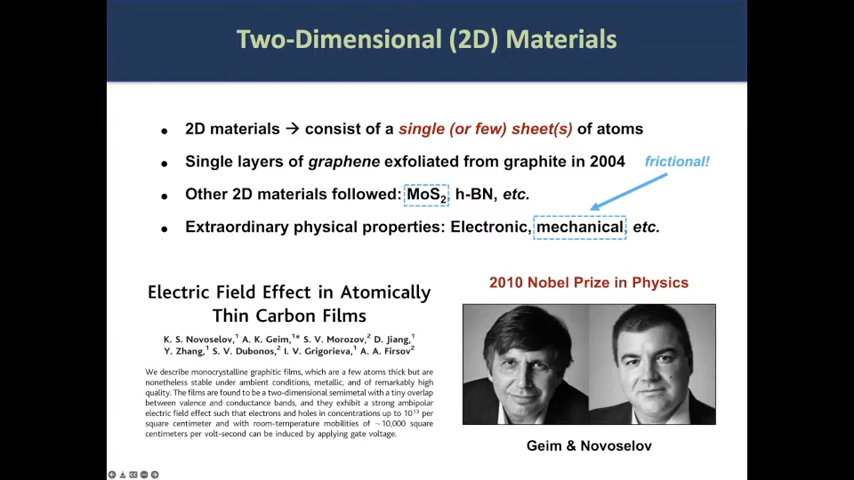 Two-Dimensional (2D) Materials
• 2D materials → consist of a single (or few) sheet(s) of atoms
• Single layers of graphene exfoliated from graphite in 2004
frictional!
• Other 2D materials followed: MoS2, h-BN, etc.
• Extraordinary physical properties: Electronic, mechanical, etc.
Electric Field Effect in Atomically
Thin Carbon Films
K. S. Novoselov,1 A. K. Geim,1* S. V. Morozov,2 D. Jiang,1
Y. Zhang,1 S. V. Dubonos,2 I. V. Grigorieva,1 A. A. Firsov2
We describe monocrystalline graphitic films, which are a few atoms thick but are
nonetheless stable under ambient conditions, metallic, and of remarkably high
quality. The films are found to be a two-dimensional semimetal with a tiny overlap
between valence and conductance bands, and they exhibit a strong ambipolar
electric field effect such that electrons and holes in concentrations up to 1013 per
square centimeter and with room-temperature mobilities of ~10,000 square
centimeters per volt-second can be induced by applying gate voltage.
2010 Nobel Prize in Physics
Geim & Novoselov